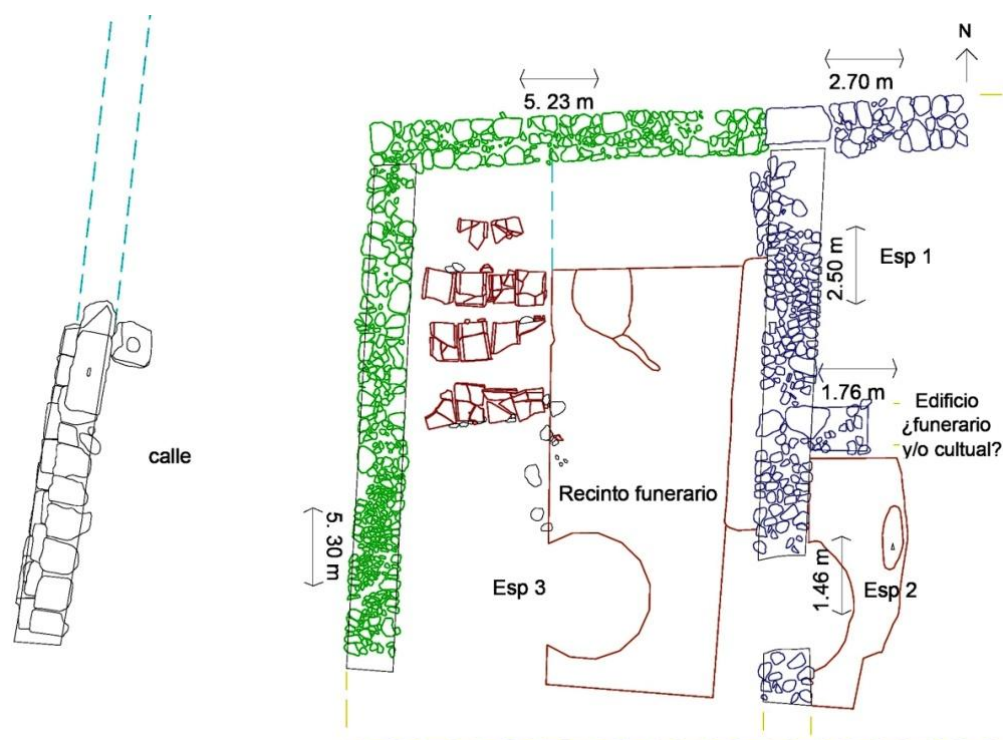 N
2.70 m
5. 23 m
Esp 1
2.50 m
1.76 m
Edificio
¿funerario
y/o cultual?
calle
Recinto funerario
5. 30 m
Esp 3
1.46 m
Esp 2